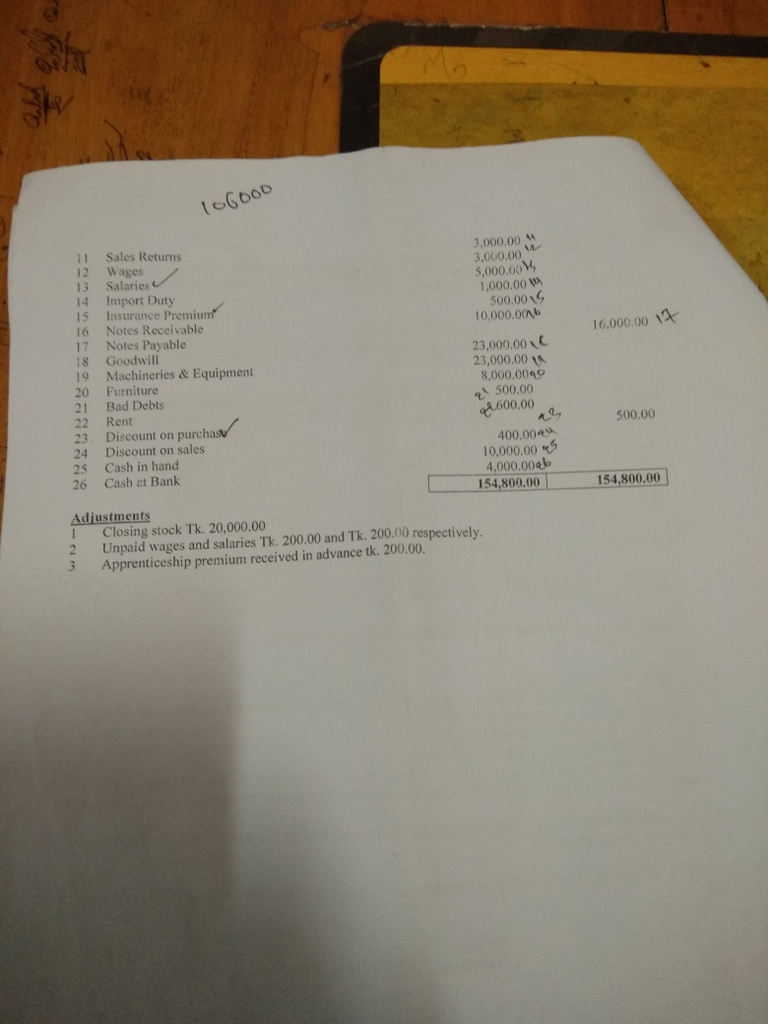 106000
11 Sales Returns 3,000.00 11
12 Wages 3,000.00 12
13 Salaries 5,000.00 13
14 Import Duty 1,000.00 14
15 Insurance Premium 500.00 15
16 Notes Receivable 10,000.00 16
17 Notes Payable 16,000.00 17
18 Goodwill 23,000.00 18
19 Machineries & Equipment 23,000.00 19
20 Furniture 8,000.00 20
21 Bad Debts 21 500.00
22 Rent 22 600.00
23 Discount on purchase 23 500.00
24 Discount on sales 400.00 24
25 Cash in hand 10,000.00 25
26 Cash at Bank 4,000.00 26
154,800.00 154,800.00
Adjustments
1 Closing stock Tk. 20,000.00
2 Unpaid wages and salaries Tk. 200.00 and Tk. 200.00 respectively.
3 Apprenticeship premium received in advance tk. 200.00.